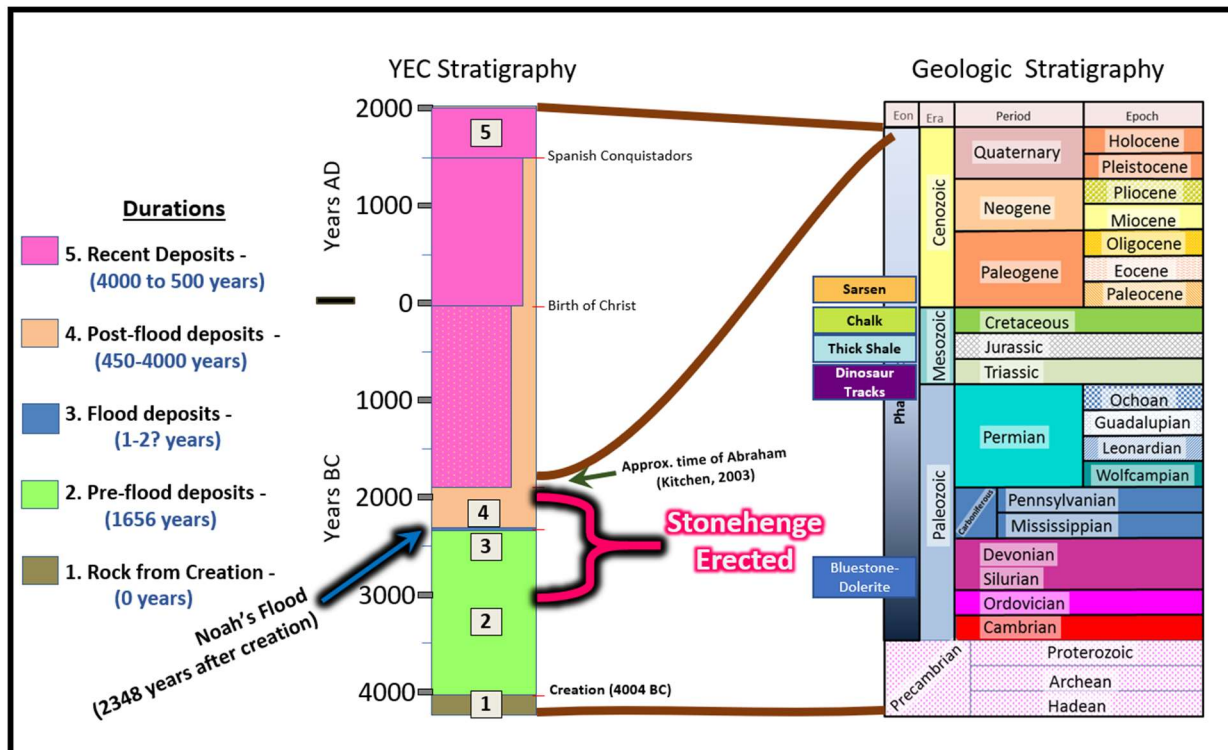 YEC Stratigraphy
Geologic Stratigraphy
Durations
5. Recent Deposits -
(4000 to 500 years)
4. Post-flood deposits -
(450-4000 years)
3. Flood deposits -
(1-2? years)
2. Pre-flood deposits -
(1656 years)
1. Rock from Creation -
(0 years)
Years AD
Years BC
2000
1000
0
1000
2000
3000
4000
5
4
3
2
1
Spanish Conquistadors
Birth of Christ
Approx. time of Abraham
(Kitchen, 2003)
Stonehenge
Erected
Noah's Flood
(2348 years after creation)
Creation (4004 BC)
Sarsen
Chalk
Thick Shale
Dinosaur
Tracks
Bluestone-
Dolerite
Eon
Era
Period
Epoch
Pha
Cenozoic
Mesozoic
Paleozoic
Precambrian
Quaternary
Neogene
Paleogene
Cretaceous
Jurassic
Triassic
Permian
Carboniferous
Pennsylvanian
Mississippian
Devonian
Silurian
Ordovician
Cambrian
Proterozoic
Archean
Hadean
Holocene
Pleistocene
Pliocene
Miocene
Oligocene
Eocene
Paleocene
Ochoan
Guadalupian
Leonardian
Wolfcampian